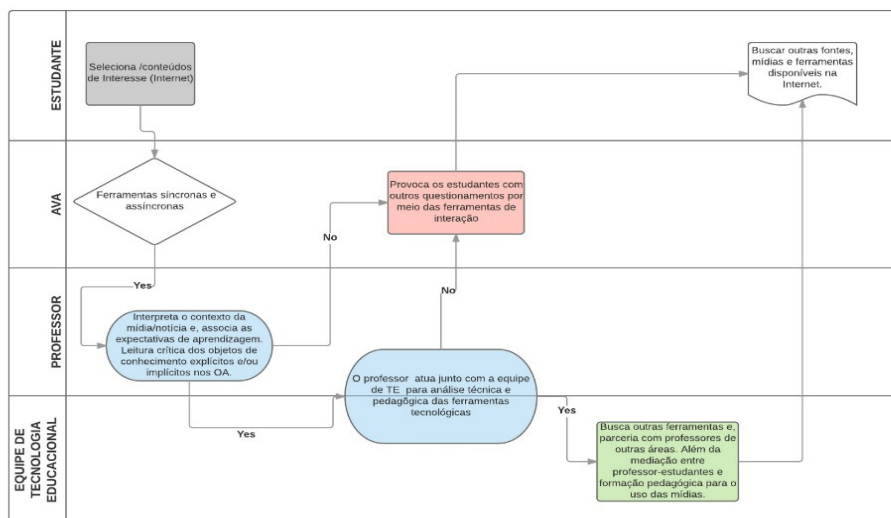 ESTUDANTE
Seleciona /conteúdos
de Interesse (Internet)
Buscar outras fontes,
mídias e ferramentas
disponíveis na
Internet.
AVA
Ferramentas síncronas e
assíncronas
Provoca os estudantes com
outros questionamentos por
meio das ferramentas de
interação
No
Yes
No
PROFESSOR
Interpreta o contexto da
mídia/notícia e, associa as
expectativas de aprendizagem.
Leitura crítica dos objetos de
conhecimento explícitos e/ou
implícitos nos OA.
O professor atua junto com a equipe
de TE para análise técnica e
pedagõgica das ferramentas
tecnológicas
Yes
Yes
EQUIPE DE
TECNOLOGIA
EDUCACIONAL
Busca outras ferramentas e,
parceria com professores de
outras áreas. Além da
mediação entre
professor-estudantes e
formação pedagógica para o
uso das mídias.